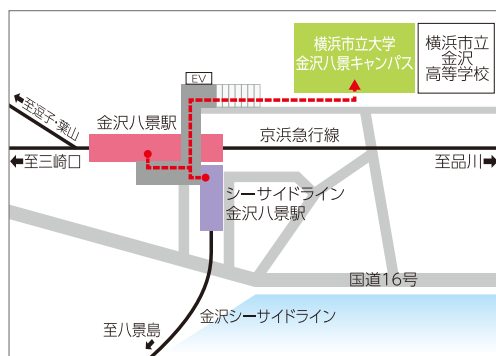 横浜市立大学
金沢八景キャンパス
横浜市立
金沢
高等学校
EV
至逗子・葉山
金沢八景駅
京浜急行線
至三崎口
至品川
シーサイドライン
金沢八景駅
国道16号
金沢シーサイドライン
至八景島